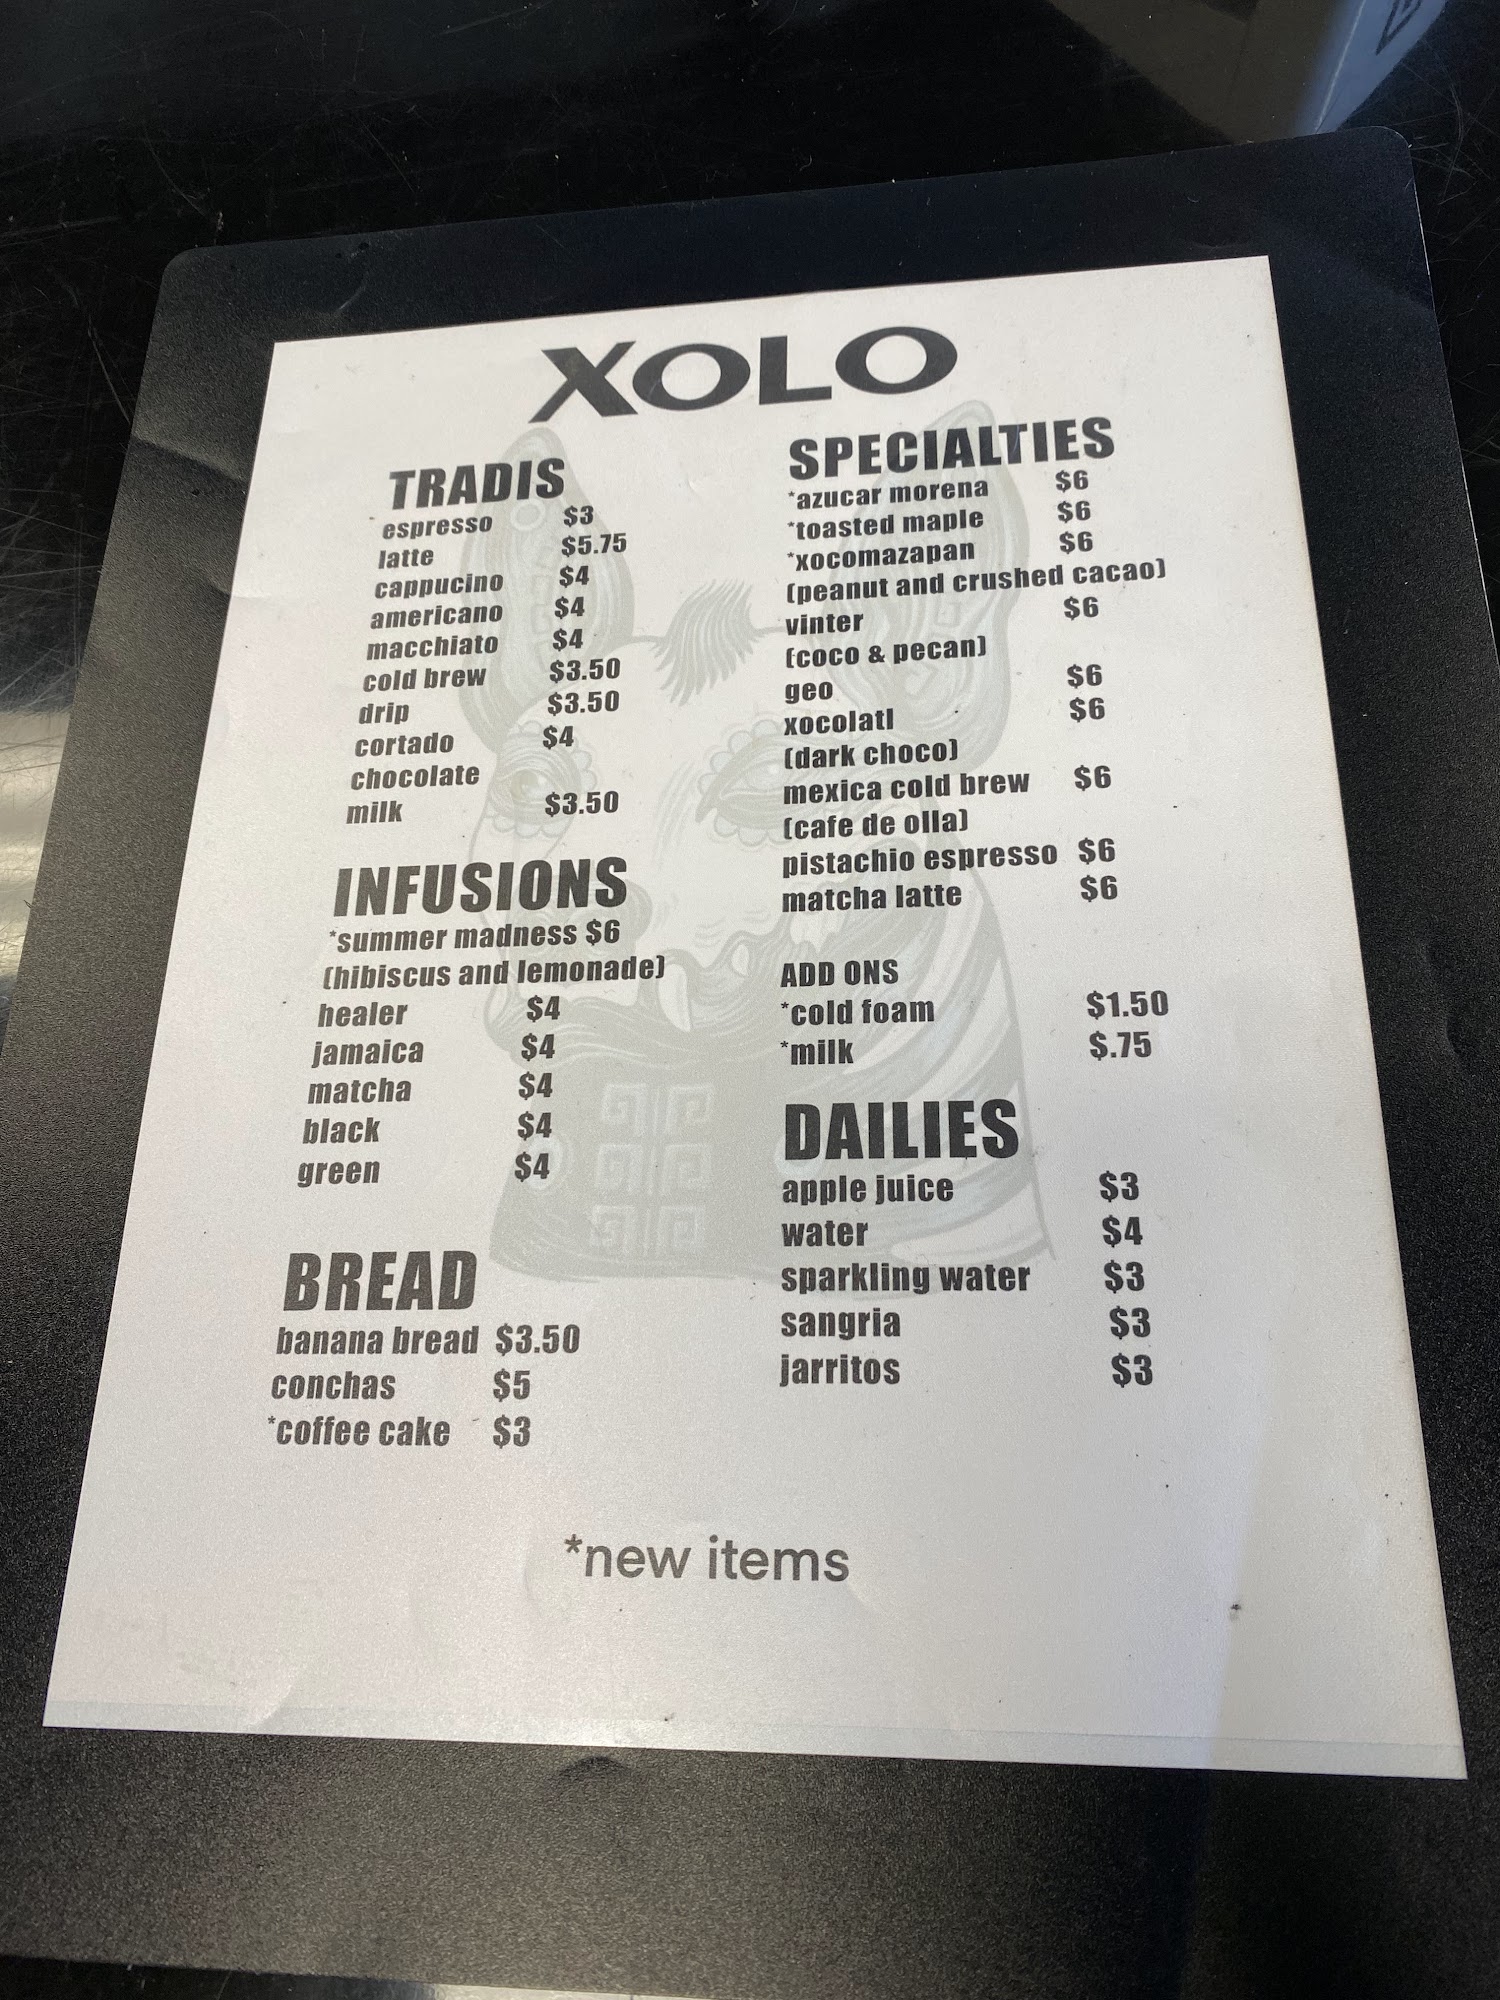 XOLO
TRADIS
espresso $3
latte $5.75
cappucino $4
americano $4
macchiato $4
cold brew $3.50
drip $3.50
cortado $4
chocolate
milk $3.50
INFUSIONS
*summer madness $6
(hibiscus and lemonade)
healer $4
jamaica $4
matcha $4
black $4
green $4
BREAD
banana bread $3.50
conchas $5
*coffee cake $3
SPECIALTIES
*azucar morena $6
*toasted maple $6
*xocomazapan $6
(peanut and crushed cacao)
vinter $6
(coco & pecan)
geo $6
xocolatl $6
(dark choco)
mexica cold brew $6
(cafe de olla)
pistachio espresso $6
matcha latte $6
ADD ONS
*cold foam $1.50
*milk $.75
DAILIES
apple juice $3
water $4
sparkling water $3
sangria $3
jarritos $3
*new items